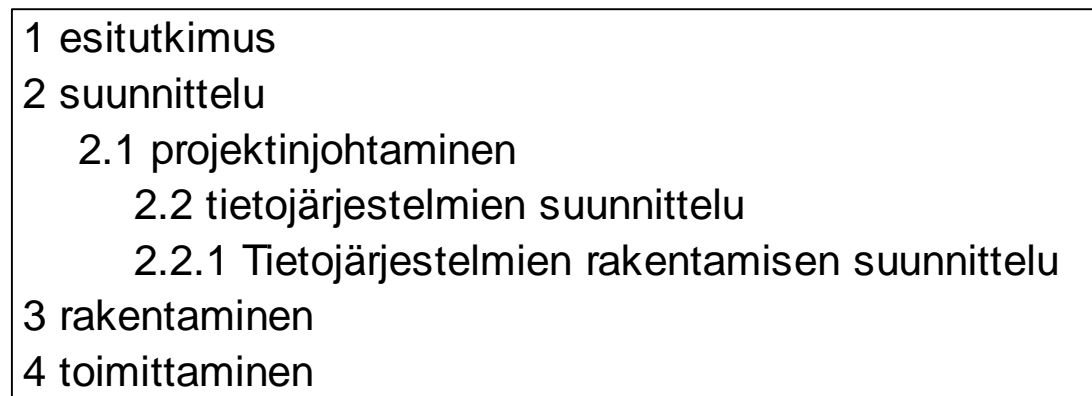 1 esitutkimus
2 suunnittelu
2.1 projektinjohtaminen
2.2 tietojärjestelmien suunnittelu
2.2.1 Tietojärjestelmien rakentamisen suunnittelu
3 rakentaminen
4 toimittaminen